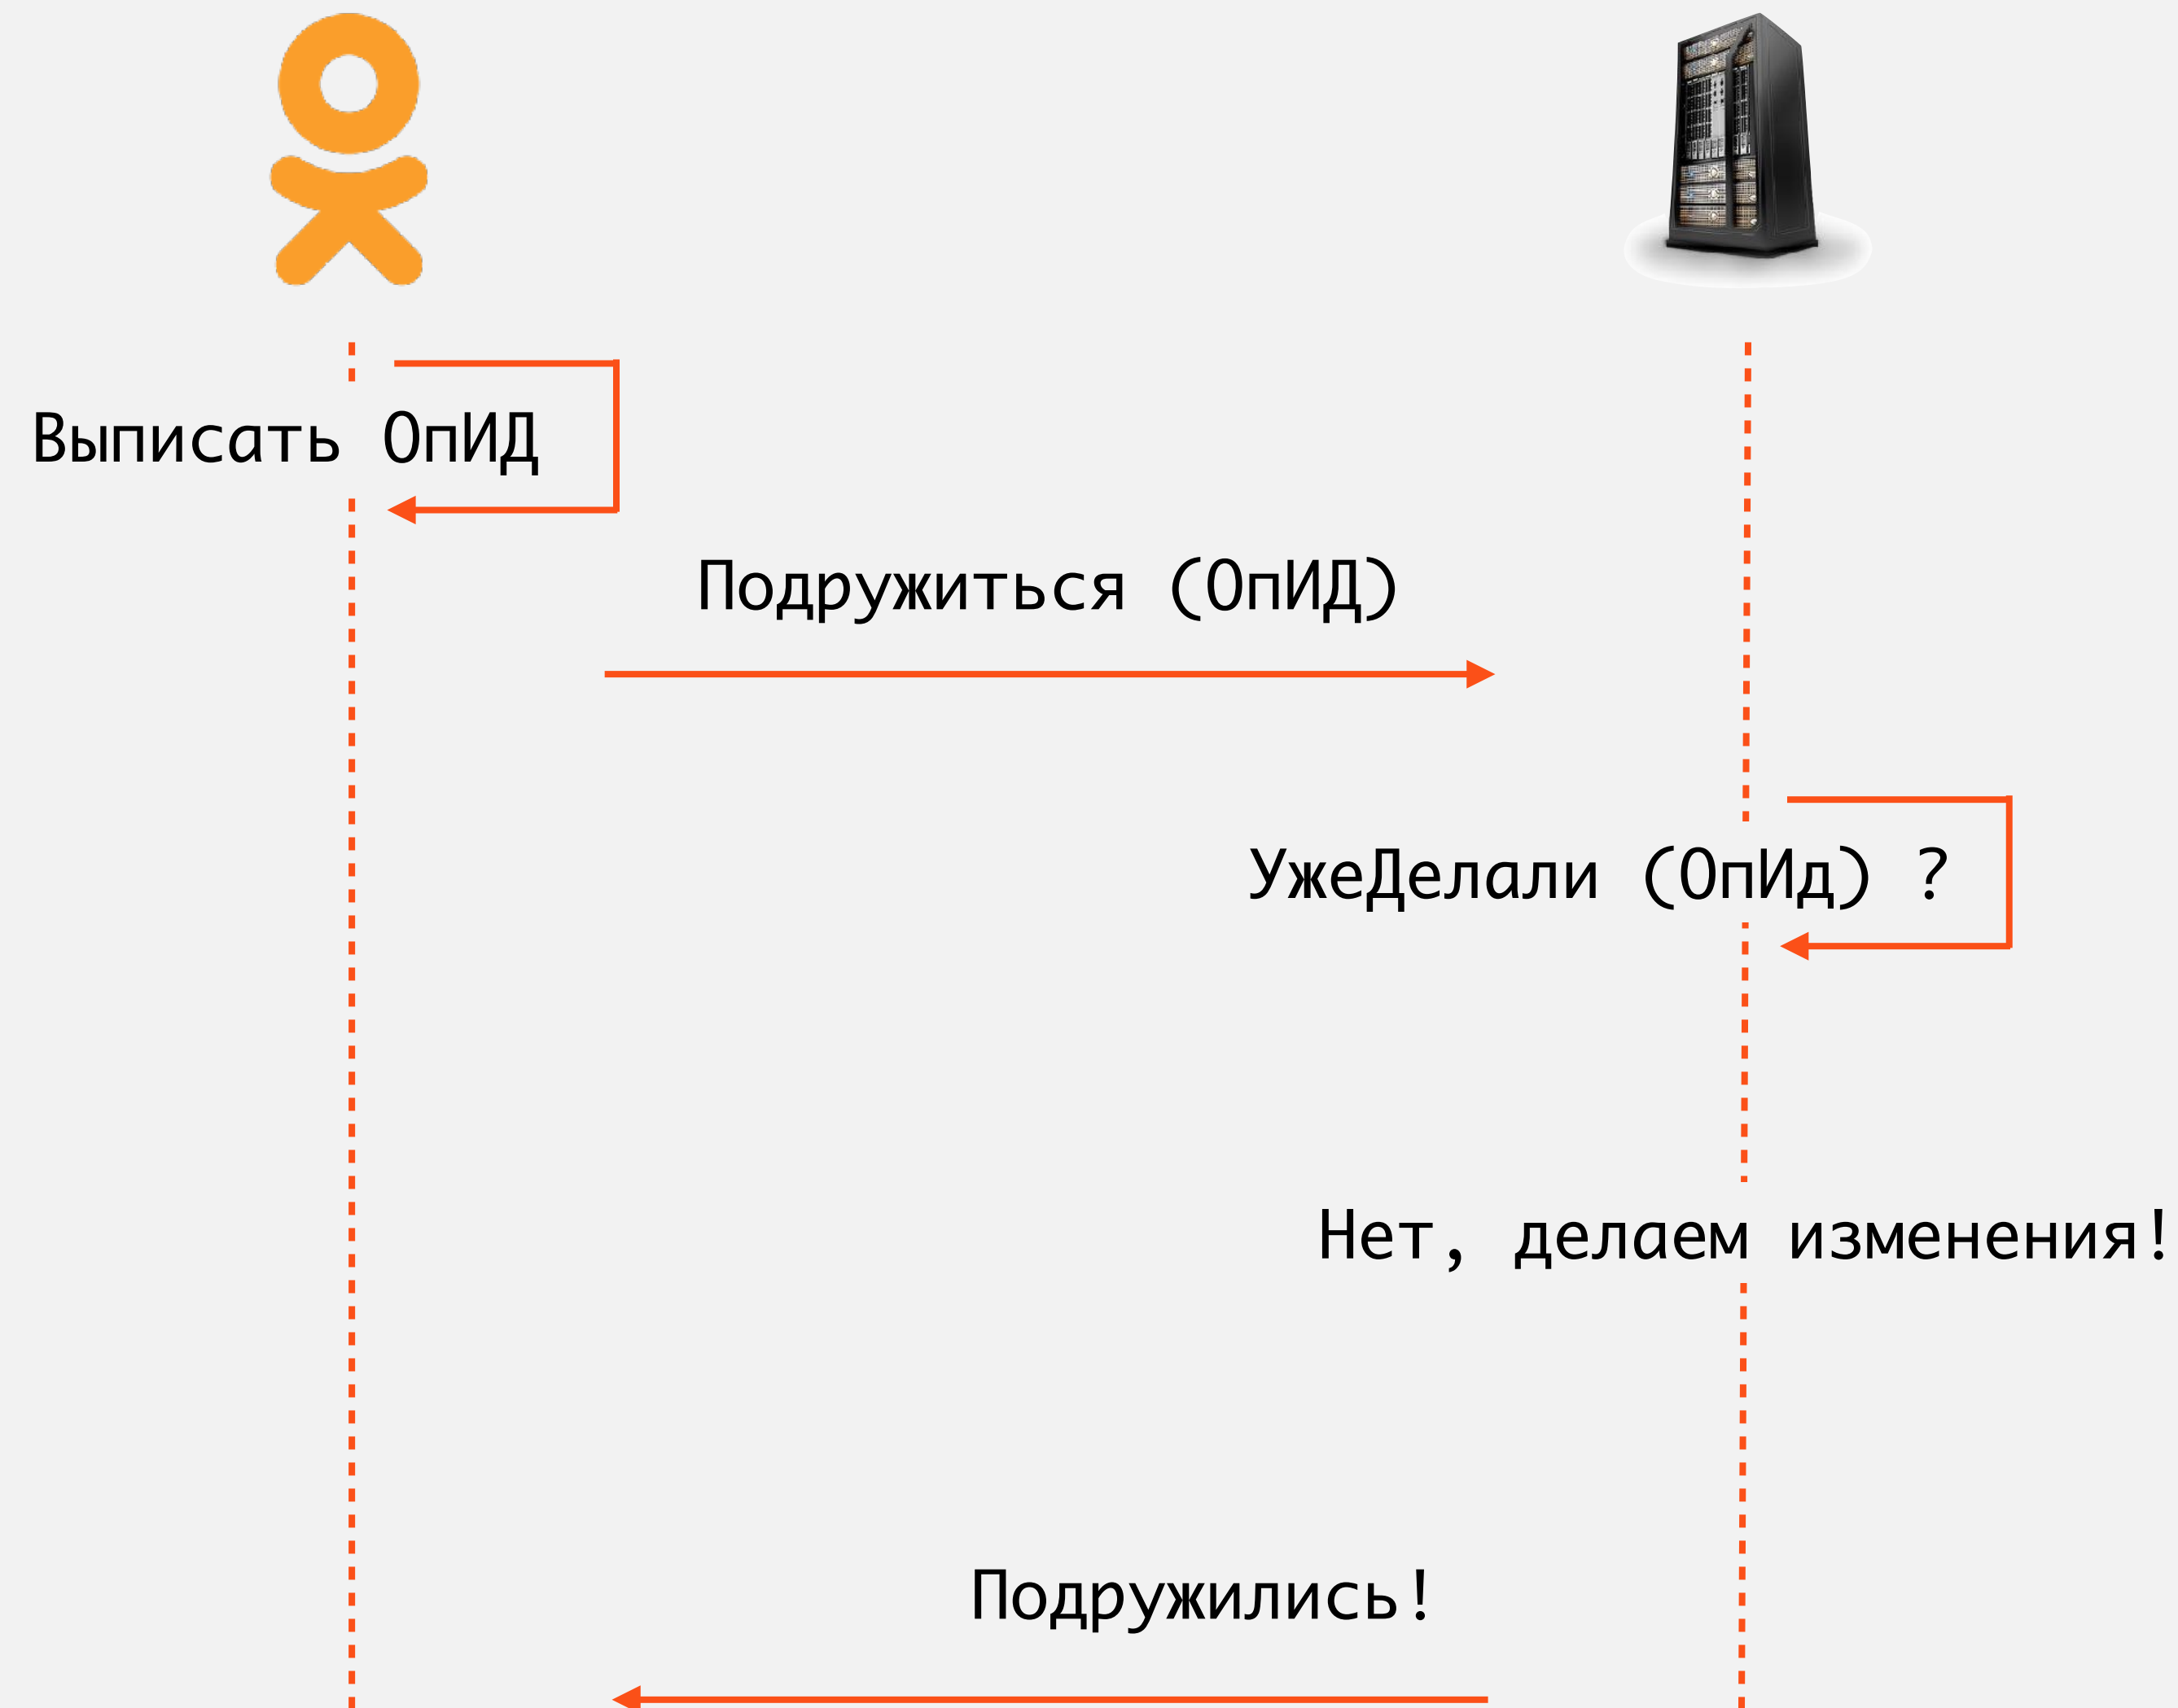 Выписать ОпИД
Подружиться (ОпИД)
УжеДелали (ОпИд) ?
Нет, делаем изменения!
Подружились!